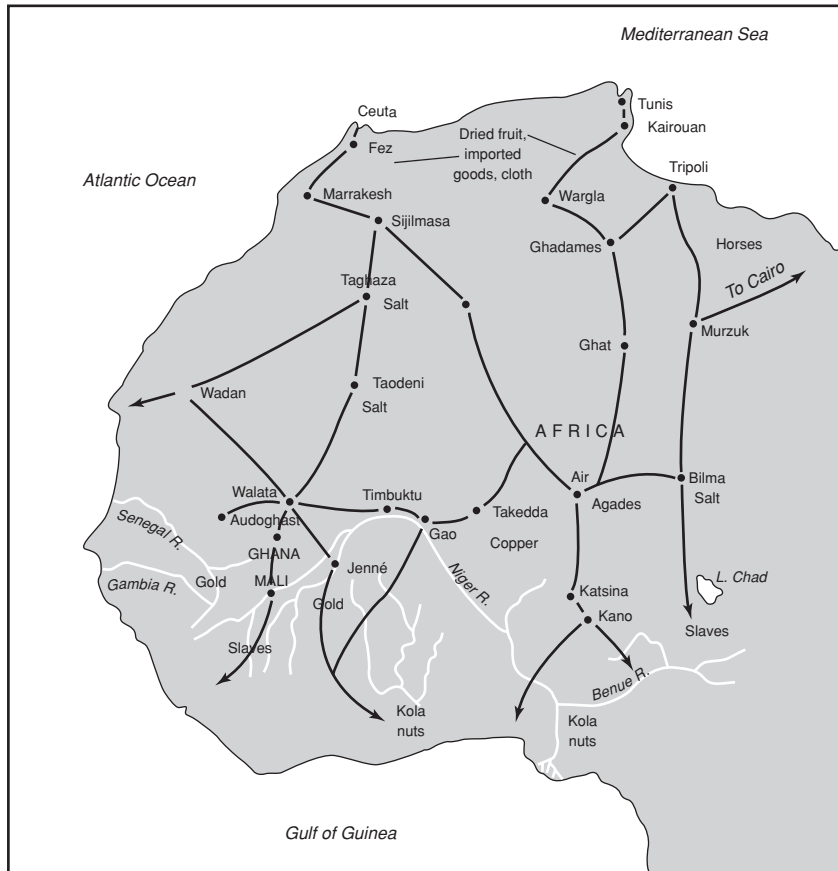 Mediterranean Sea
Tunis
Ceuta
Kairouan
Dried fruit,
imported
goods, cloth
Fez
Tripoli
Atlantic Ocean
Marrakesh
Wargla
Sijilmasa
Ghadames
Horses
To Cairo
Taghaza
Salt
Murzuk
Ghat
Wadan
Taodeni
Salt
AFRICA
Air
Agades
Bilma
Salt
Walata
Timbuktu
Audoghast
Takedda
Senegal R.
Gao
Copper
GHANA
Gambia R.
Gold
MALI
Jenné
Niger R.
L. Chad
Katsina
Gold
Kano
Slaves
Slaves
Benue R.
Kola
nuts
Kola
nuts
Gulf of Guinea